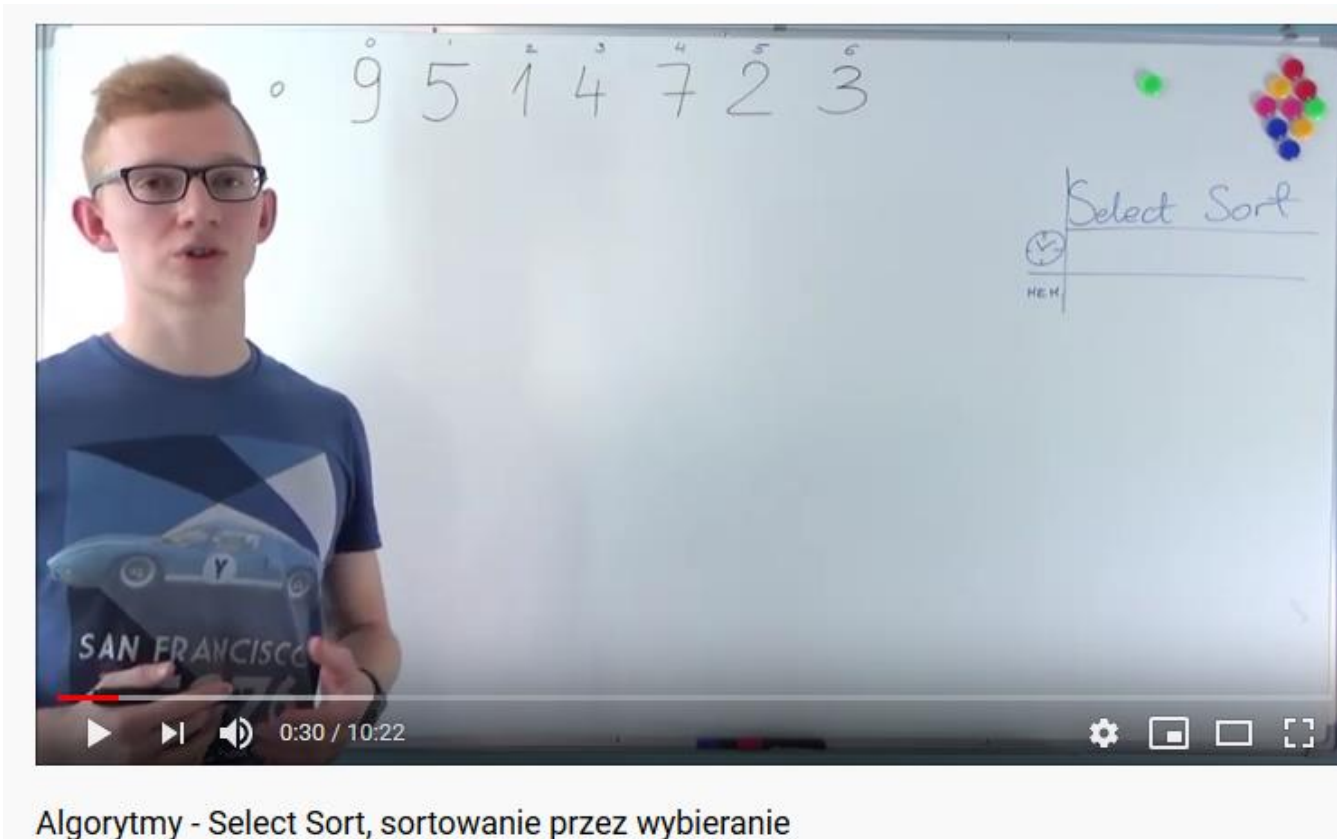 0 1 2 3 4 5 6
0 9 5 1 4 7 2 3
Select Sort
MEM
Y
SAN FRANCISCO
76
0:30 / 10:22
Algorytmy - Select Sort, sortowanie przez wybieranie